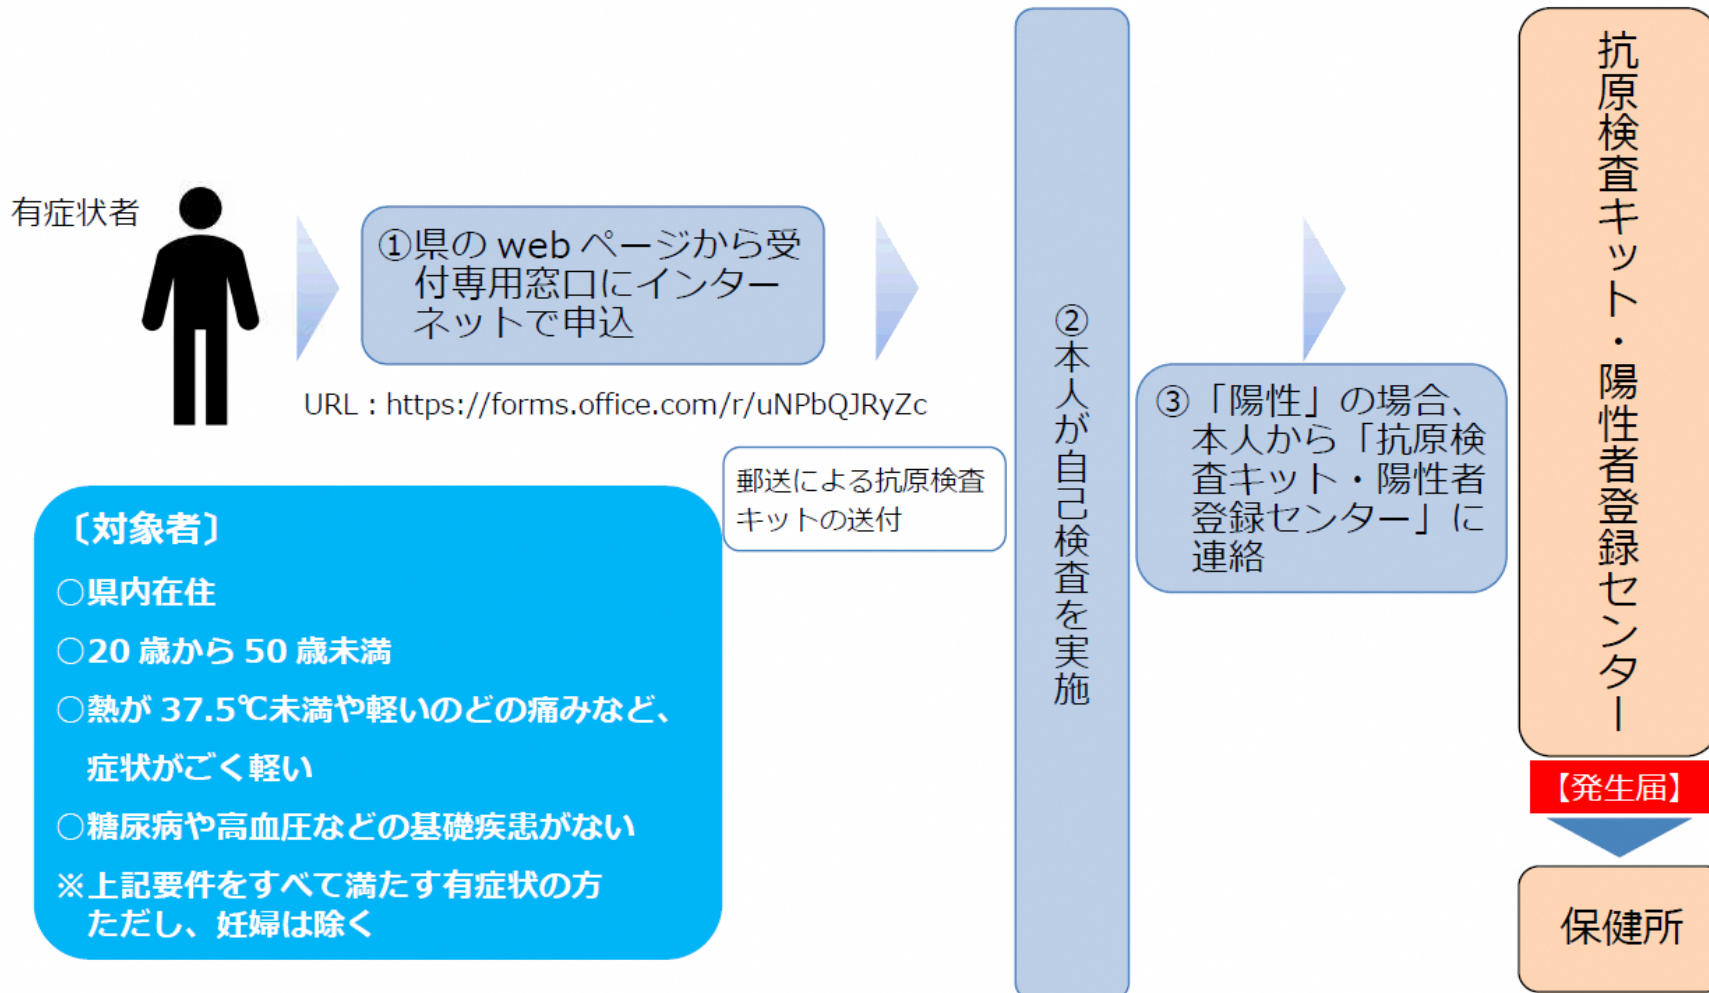 有症状者
①県の web ページから受
付専用窓口にインター
ネットで申込
URL：https://forms.office.com/r/uNPbQJRyZc
郵送による抗原検査
キットの送付
〔対象者〕
○県内在住
○20 歳から 50 歳未満
○熱が 37.5℃未満や軽いのどの痛みなど、
症状がごく軽い
○糖尿病や高血圧などの基礎疾患がない
※上記要件をすべて満たす有症状の方
ただし、妊婦は除く
②本人が自己検査を実施
③「陽性」の場合、
本人から「抗原検
査キット・陽性者
登録センター」に
連絡
抗原検査キット・陽性者登録センター
【発生届】
保健所